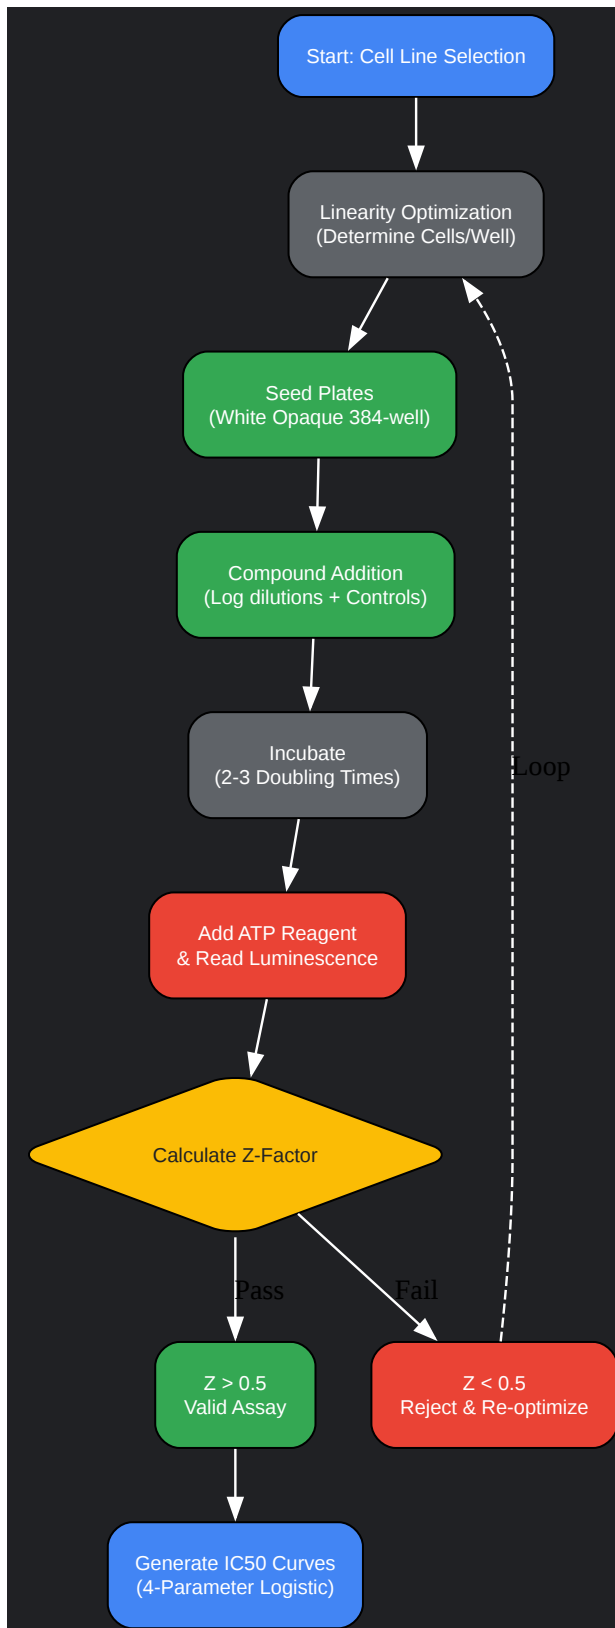 Start: Cell Line Selection
Linearity Optimization
(Determine Cells/Well)
Seed Plates
(White Opaque 384-well)
Compound Addition
(Log dilutions + Controls)
Incubate
(2-3 Doubling Times)
Loop
Add ATP Reagent
& Read Luminescence
Calculate Z-Factor
Pass
Fail
Z > 0.5
Valid Assay
Z < 0.5
Reject & Re-optimize
Generate IC50 Curves
(4-Parameter Logistic)